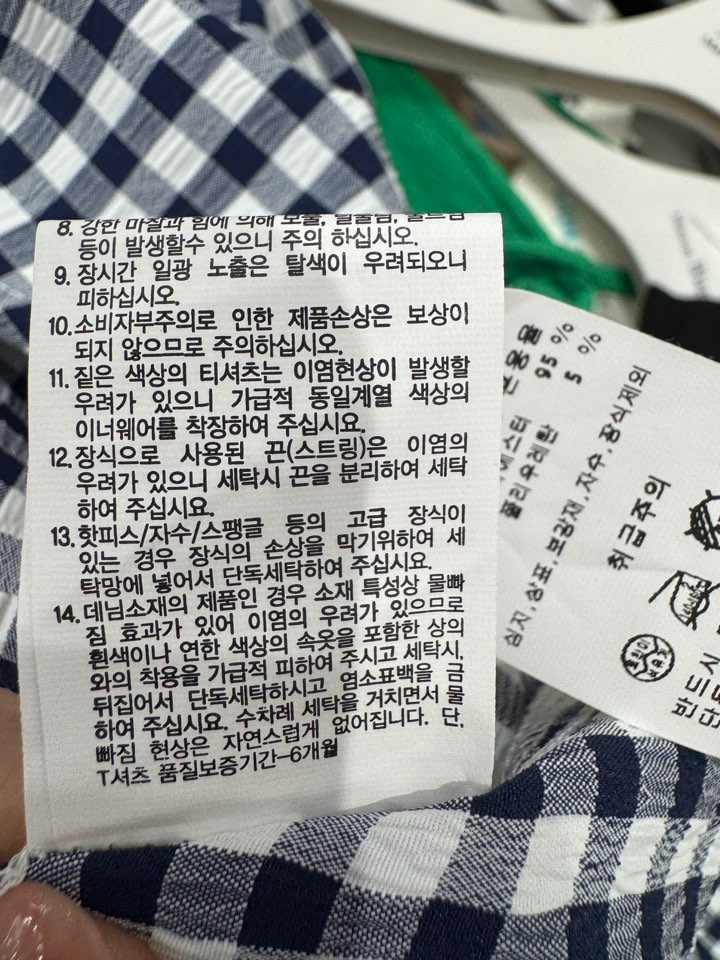 8. 강한 마찰과 힘에 의해 보풀,
등이 발생할수 있으니 주의 하십시오.
9. 장시간 일광 노출은 탈색이 우려되오니
피하십시오.
10. 소비자부주의로 인한 제품손상은 보상이
되지 않으므로 주의하십시오.
11. 짙은 색상의 티셔츠는 이염현상이 발생할
우려가 있으니 가급적 동일계열 색상의
이너웨어를 착장하여 주십시요.
12. 장식으로 사용된 끈(스트링)은 이염의
우려가 있으니 세탁시 끈을 분리하여 세탁
하여 주십시요.
13. 핫피스/자수/스팽글 등의 고급 장식이
있는 경우 장식의 손상을 막기위하여 세
탁망에 넣어서 단독세탁하여 주십시요.
14. 데님소재의 제품인 경우 소재 특성상 물빠
짐 효과가 있어 이염의 우려가 있으므로
흰색이나 연한 색상의 속옷을 포함한 상의
와의 착용을 가급적 피하여 주시고 세탁시,
뒤집어서 단독세탁하시고 염소표백을 금
하여 주십시요. 수차례 세탁을 거치면서 물
빠짐 현상은 자연스럽게 없어집니다. 단,
T셔츠 품질보증기간-6개월
95 %
폴리우레탄 5 %
심지, 상표, 보강재, 자수, 장식제외
취급주의
반드시